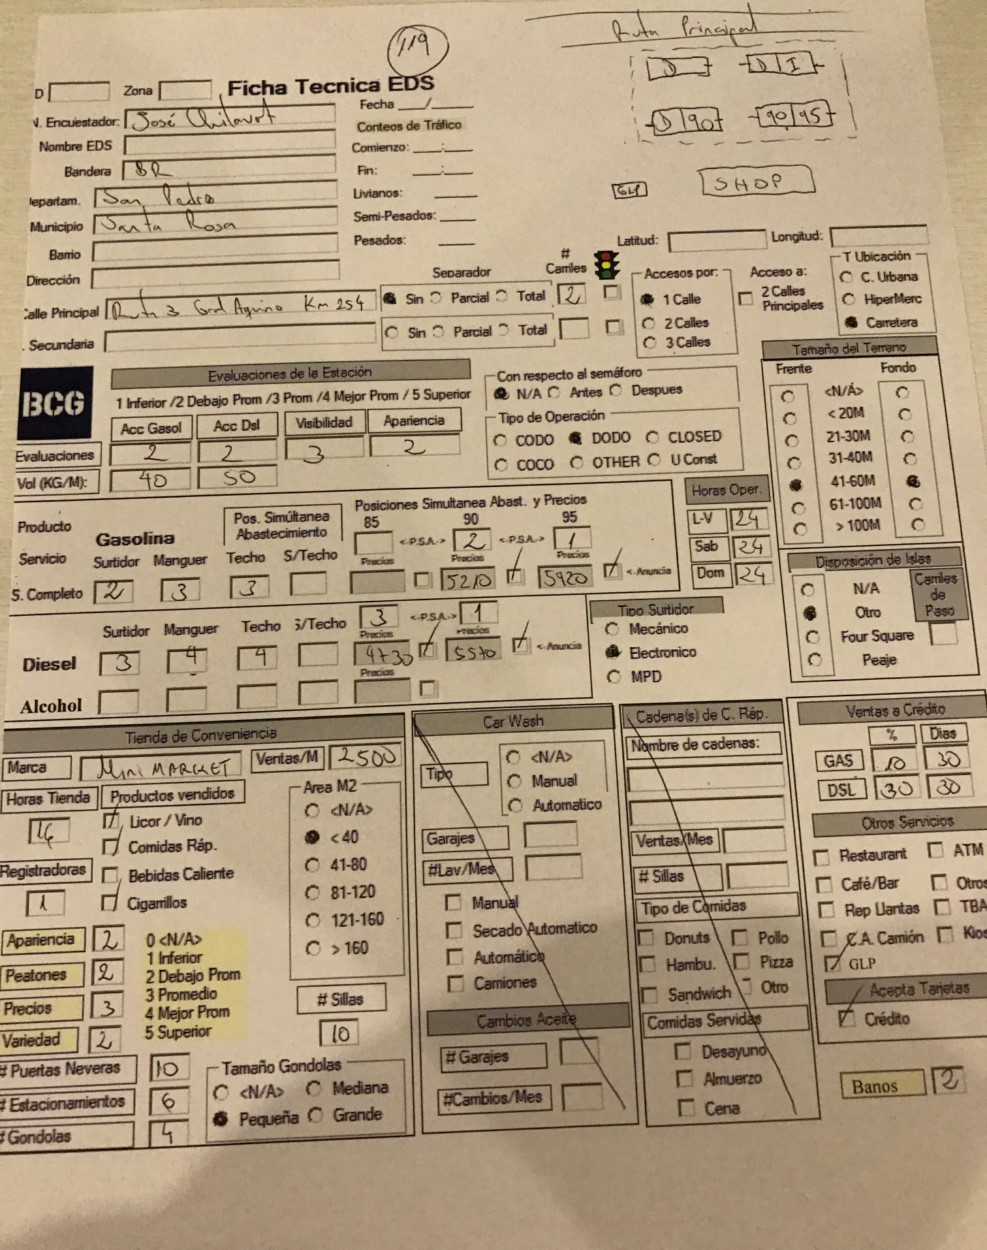 Ruta Principal
119
D Zona Ficha Tecnica EDS
D D I
D 90 90 95
GLP SHOP
N. Encuestador: José Fecha ___/___
Nombre EDS Conteos de Tráfico
Bandera BR Comienzo: ___:___
Departam. San Pedro Fin: ___:___
Municipio Santa Rosa Livianos: ___
Barrio Semi-Pesados: ___
Dirección Pesados: ___
Latitud: Longitud:
Separador # Carriles Accesos por: Acceso a: T Ubicación
Calle Principal Ruta 3 Gral Aquino Km 254 Sin Parcial Total 2 1 Calle 2 Calles Principales C. Urbana
. Secundaria Sin Parcial Total 2 Calles HiperMerc
3 Calles Carretera
BCG Evaluaciones de la Estación
1 Inferior /2 Debajo Prom /3 Prom /4 Mejor Prom / 5 Superior
Acc Gasol Acc Dsl Visibilidad Apariencia
Evaluaciones 2 2 3 2
Vol (KG/M): 40 50
Con respecto al semáforo
N/A Antes Despues
Tipo de Operación
CODO DODO CLOSED
COCO OTHER U Const
Tamaño del Terreno
Frente Fondo
<N/A>
< 20M
21-30M
31-40M
41-60M
61-100M
> 100M
Horas Oper.
L-V 24
Sab 24
Dom 24
Producto Gasolina Pos. Simúltanea Abastecimiento Posiciones Simultanea Abast. y Precios
85 90 95
<.P.S.A.-> 2 <.P.S.A.-> 1
Servicio Surtidor Manguer Techo S/Techo Precios Precios Precios
S. Completo 2 3 3 5210 5920 <-Anuncia
Surtidor Manguer Techo S/Techo 3 <-.P.S.A.-> 1
Precios Precios
Diesel 3 4 4 4730 5570 <-Anuncia
Precios
Alcohol
Tipo Surtidor
Mecánico
Electronico
MPD
Disposición de Islas
N/A Carriles de Paso
Otro
Four Square
Peaje
Tienda de Conveniencia
Marca Mini MARKET Ventas/M 2500
Horas Tienda Productos vendidos Area M2
Licor / Vino <N/A>
Comidas Ráp. < 40
Registradoras Bebidas Caliente 41-80
1 Cigarrillos 81-120
121-160
> 160
Apariencia 2 0 <N/A>
1 Inferior
Peatones 2 2 Debajo Prom
Precios 3 3 Promedio
4 Mejor Prom
Variedad 2 5 Superior
# Sillas
10
# Puertas Neveras 10
# Estacionamientos 6
# Gondolas 4
Tamaño Gondolas
<N/A> Mediana
Pequeña Grande
Car Wash
Tipo <N/A>
Manual
Automatico
Garajes
#Lav/Mes
Manual
Secado Automatico
Automático
Camiones
Cambios Aceite
# Garajes
#Cambios/Mes
Cadena(s) de C. Ráp.
Nombre de cadenas:
Ventas/Mes
# Sillas
Tipo de Comidas
Donuts Pollo
Hambu. Pizza
Sandwich Otro
Comidas Servidas
Desayuno
Almuerzo
Cena
Ventas a Crédito
% Dias
GAS 10 30
DSL 30 30
Otros Servicios
Restaurant ATM
Café/Bar Otros
Rep Llantas TBA
C.A. Camión Kios
GLP
Acepta Tarjetas
Crédito
Banos 2